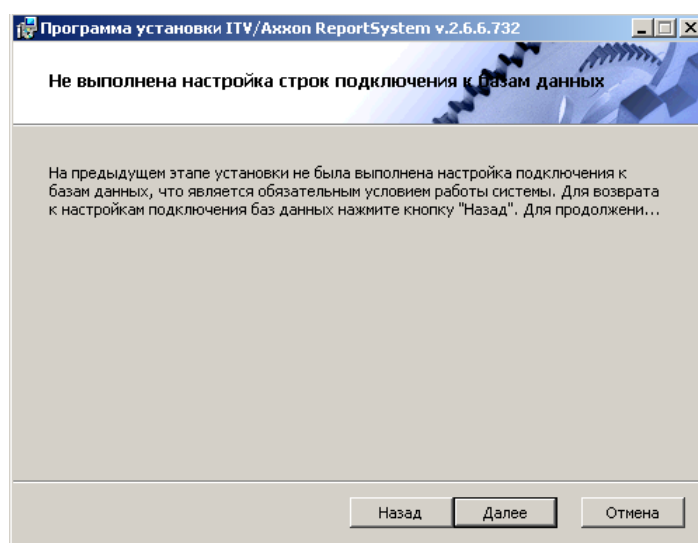 Программа установки ITV/Axxon ReportSystem v.2.6.6.732
Не выполнена настройка строк подключения к базам данных
На предыдущем этапе установки не была выполнена настройка подключения к
базам данных, что является обязательным условием работы системы. Для возврата
к настройкам подключения баз данных нажмите кнопку "Назад". Для продолжени...
Назад Далее Отмена